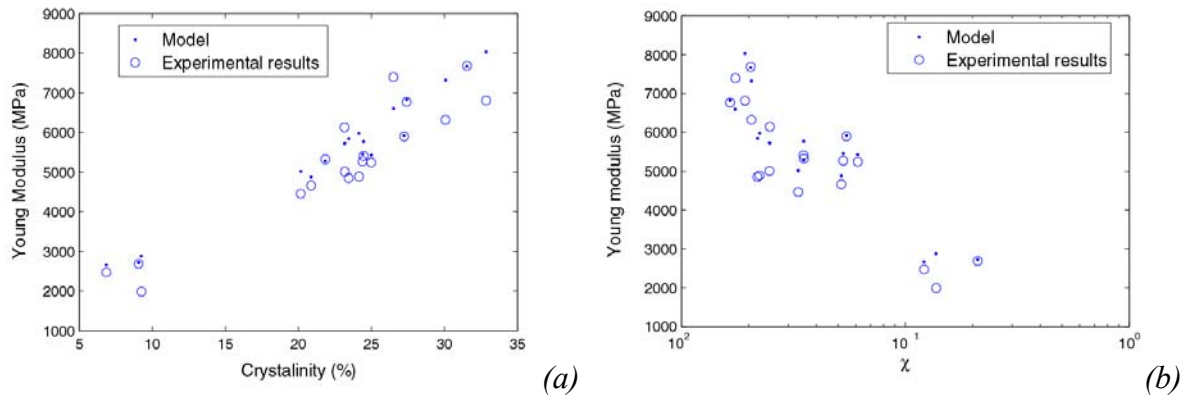 9000
8000
7000
6000
5000
4000
3000
2000
1000
Young Modulus (MPa)
Model
Experimental results
5 10 15 20 25 30 35
Crystalinity (%)
(a)
9000
8000
7000
6000
5000
4000
3000
2000
1000
Young modulus (MPa)
Model
Experimental results
10² 10⁻¹ 10⁰
χ
(b)